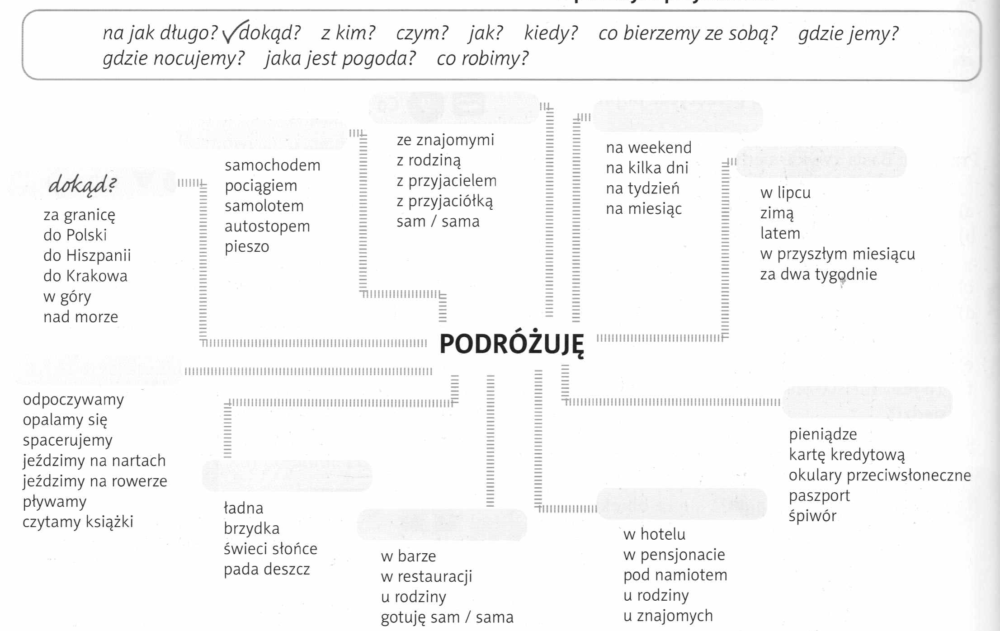 na jak długo? dokąd? z kim? czym? jak? kiedy? co bierzemy ze sobą? gdzie jemy?
gdzie nocujemy? jaka jest pogoda? co robimy?
dokąd?
za granicę
do Polski
do Hiszpanii
do Krakowa
w góry
nad morze
samochodem
pociągiem
samolotem
autostopem
pieszo
ze znajomymi
z rodziną
z przyjacielem
z przyjaciółką
sam / sama
na weekend
na kilka dni
na tydzień
na miesiąc
w lipcu
zimą
latem
w przyszłym miesiącu
za dwa tygodnie
PODRÓŻUJĘ
odpoczywamy
opalamy się
spacerujemy
jeździmy na nartach
jeździmy na rowerze
pływamy
czytamy książki
ładna
brzydka
świeci słońce
pada deszcz
w barze
w restauracji
u rodziny
gotuję sam / sama
w hotelu
w pensjonacie
pod namiotem
u rodziny
u znajomych
pieniądze
kartę kredytową
okulary przeciwsłoneczne
paszport
śpiwór